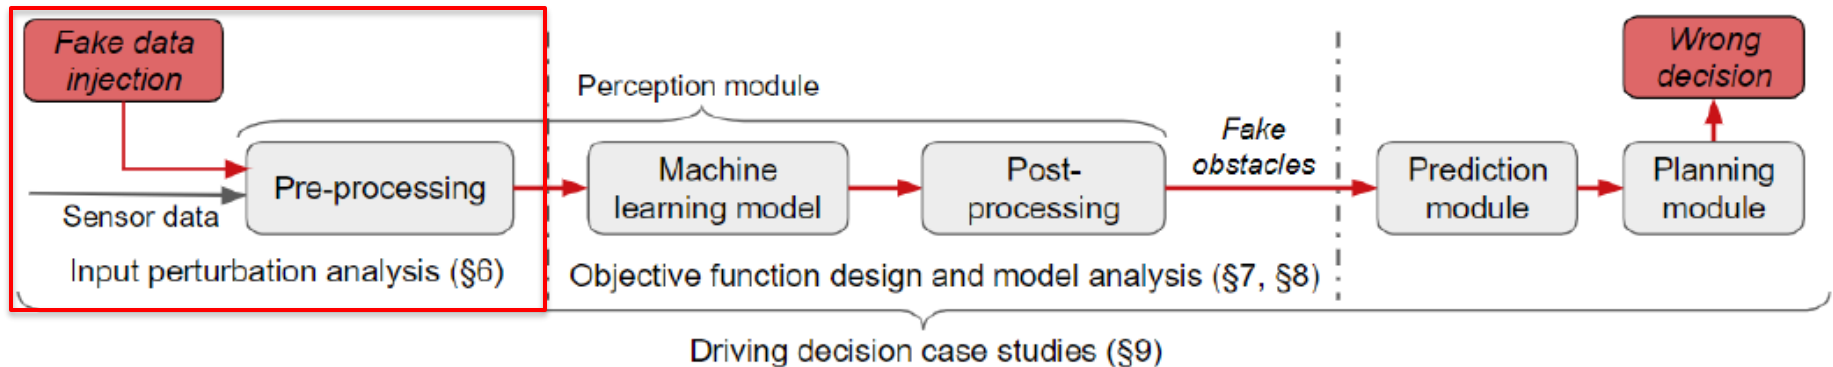 Fake data
injection
Wrong
decision
Perception module
Fake
obstacles
Sensor data
Pre-processing
Machine
learning model
Post-
processing
Prediction
module
Planning
module
Input perturbation analysis (§6)
Objective function design and model analysis (§7, §8)
Driving decision case studies (§9)